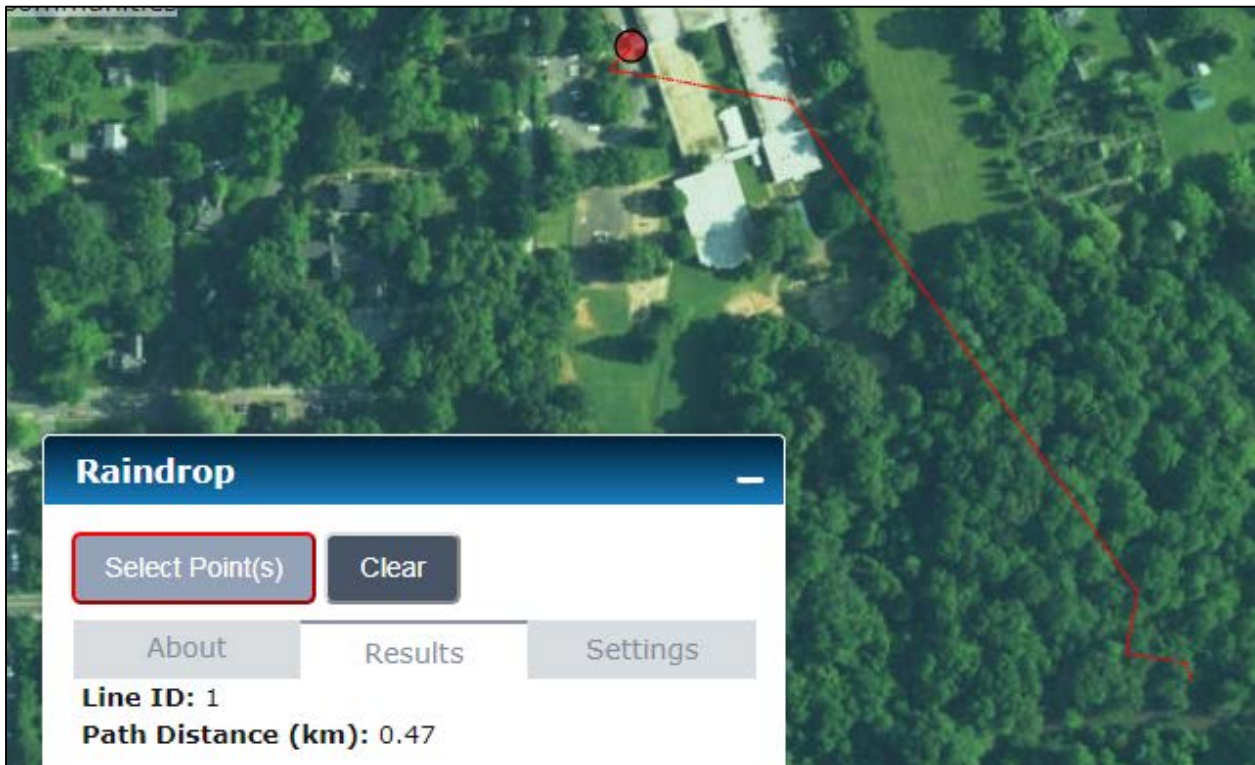 Raindrop
Select Point(s) Clear
About Results Settings
Line ID: 1
Path Distance (km): 0.47